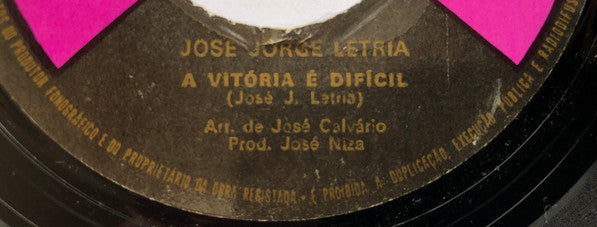 JOSE JORGE LETRIA
A VITÓRIA É DIFÍCIL
(José J. Letria)
Arr. de José Calvário
Prod. José Niza
DO PRODUTOR FONOGRÁFICO E DO PROPRIETÁRIO DA OBRA REGISTADA - É PROIBIDA A DUPLICAÇÃO, EXECUÇÃO PÚBLICA E RADIODIFUS